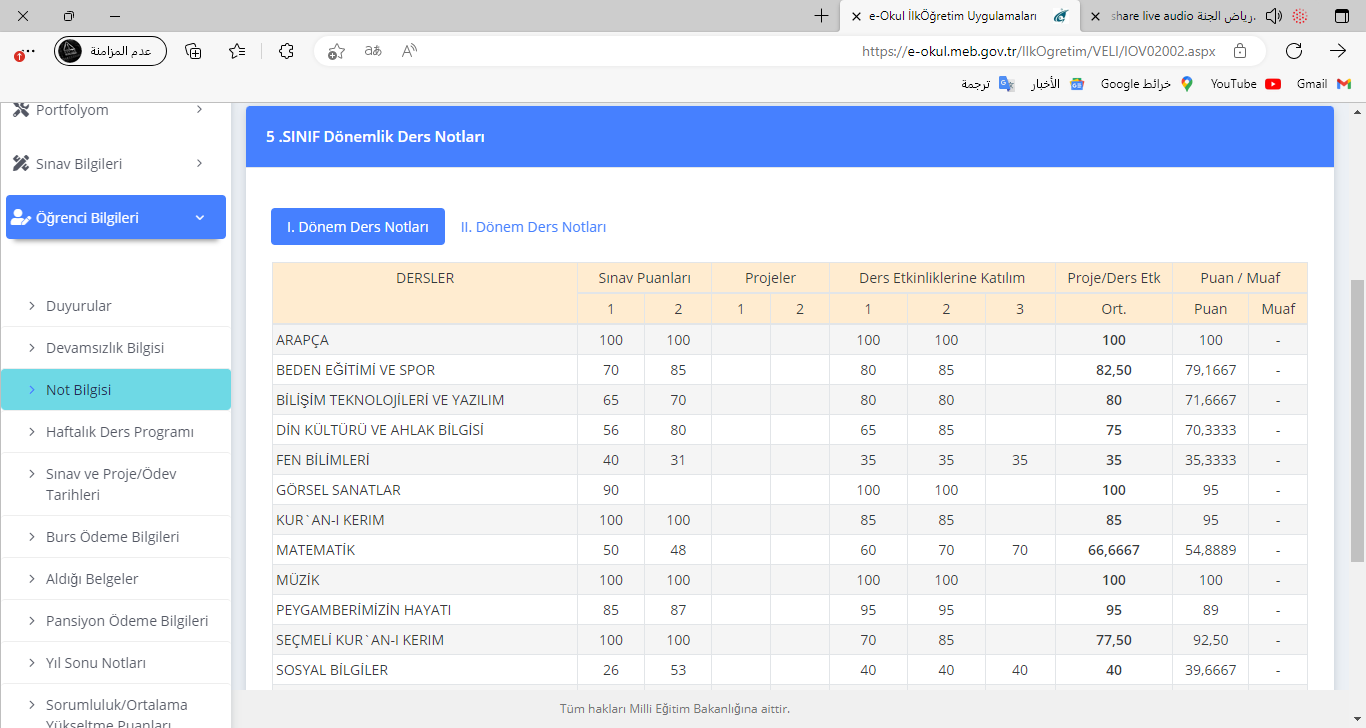 e-Okul İlkÖğretim Uygulamaları
share live audio رياض الجنة.
عدم المزامنة
https://e-okul.meb.gov.tr/IlkOgretim/VELI/IOV02002.aspx
ترجمة
الأخبار
خرائط Google
YouTube
Gmail
Portfolyom
Sınav Bilgileri
Öğrenci Bilgileri
Duyurular
Devamsızlık Bilgisi
Not Bilgisi
Haftalık Ders Programı
Sınav ve Proje/Ödev
Tarihleri
Burs Ödeme Bilgileri
Aldığı Belgeler
Pansiyon Ödeme Bilgileri
Yıl Sonu Notları
Sorumluluk/Ortalama
Yükseltme Puanları
5 .SINIF Dönemlik Ders Notları
I. Dönem Ders Notları II. Dönem Ders Notları
DERSLER Sınav Puanları Projeler Ders Etkinliklerine Katılım Proje/Ders Etk Puan / Muaf
1 2 1 2 1 2 3 Ort. Puan Muaf
ARAPÇA 100 100 100 100 100 100 -
BEDEN EĞİTİMİ VE SPOR 70 85 80 85 82,50 79,1667 -
BİLİŞİM TEKNOLOJİLERİ VE YAZILIM 65 70 80 80 80 71,6667 -
DİN KÜLTÜRÜ VE AHLAK BİLGİSİ 56 80 65 85 75 70,3333 -
FEN BİLİMLERİ 40 31 35 35 35 35 35,3333 -
GÖRSEL SANATLAR 90 100 100 100 95 -
KUR`AN-I KERIM 100 100 85 85 85 95 -
MATEMATİK 50 48 60 70 70 66,6667 54,8889 -
MÜZİK 100 100 100 100 100 100 -
PEYGAMBERİMİZİN HAYATI 85 87 95 95 95 89 -
SEÇMELİ KUR`AN-I KERIM 100 100 70 85 77,50 92,50 -
SOSYAL BİLGİLER 26 53 40 40 40 40 39,6667 -
Tüm hakları Milli Eğitim Bakanlığına aittir.